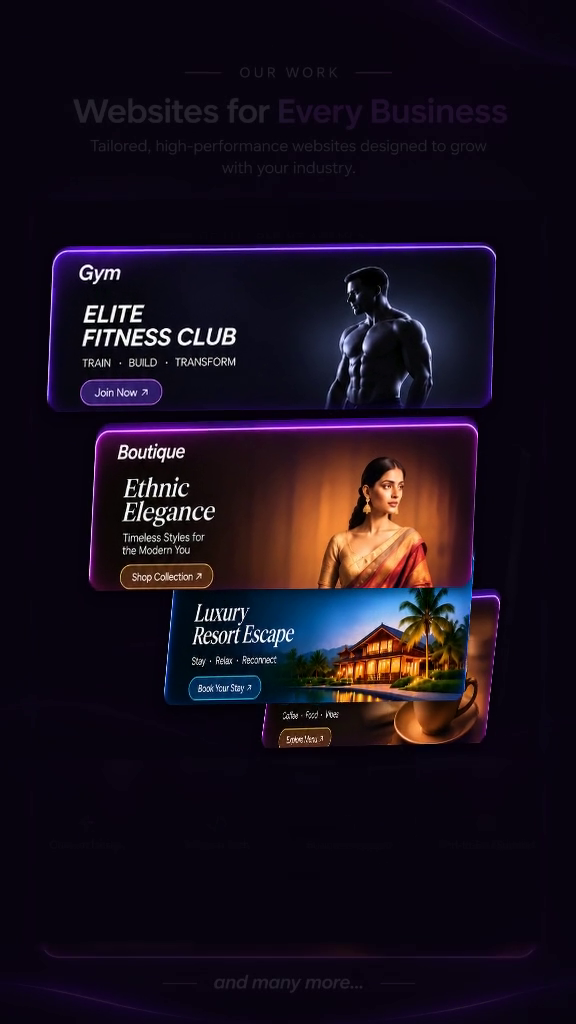 OUR WORK
Websites for Every Business
Tailored, high-performance websites designed to grow
with your industry.
Gym
ELITE
FITNESS CLUB
TRAIN · BUILD · TRANSFORM
Join Now ↗
Boutique
Ethnic
Elegance
Timeless Styles for
the Modern You
Shop Collection ↗
Luxury
Resort Escape
Stay · Relax · Reconnect
Book Your Stay ↗
Coffee · Food · Vibes
Explore Menu ↗
and many more...